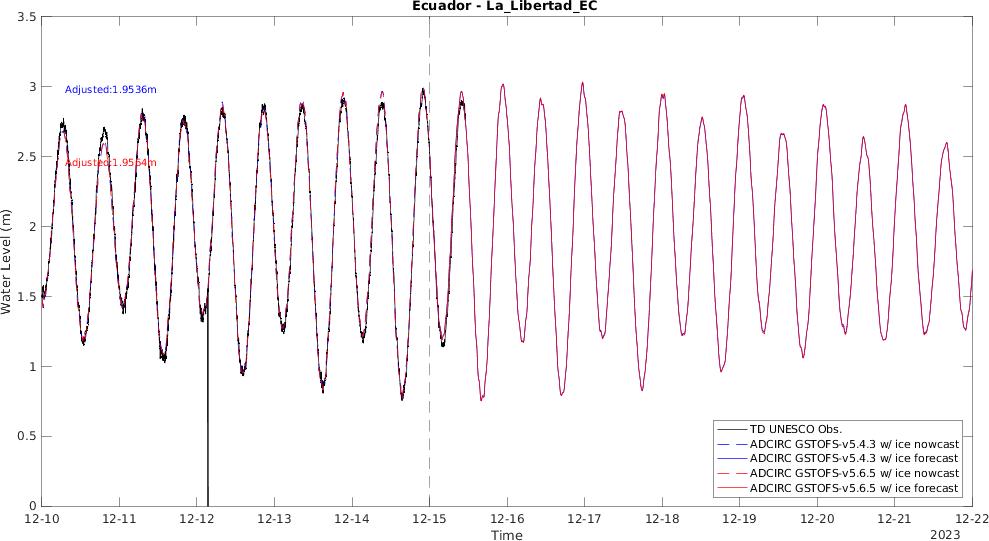 Ecuador - La_Libertad_EC
3.5
3
2.5
2
1.5
1
0.5
0
Water Level (m)
Adjusted:1.9536m
Adjusted:1.9564m
TD UNESCO Obs.
ADCIRC GSTOFS-v5.4.3 w/ ice nowcast
ADCIRC GSTOFS-v5.4.3 w/ ice forecast
ADCIRC GSTOFS-v5.6.5 w/ ice nowcast
ADCIRC GSTOFS-v5.6.5 w/ ice forecast
12-10 12-11 12-12 12-13 12-14 12-15 12-16 12-17 12-18 12-19 12-20 12-21 12-22
Time
2023